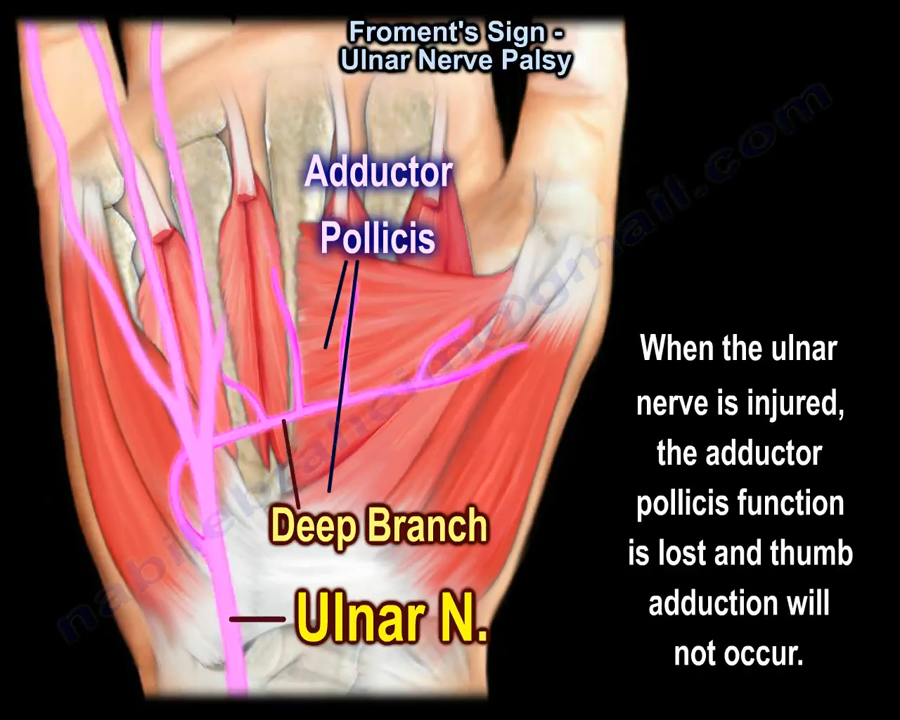 Froment's Sign -
Ulnar Nerve Palsy
Adductor
Pollicis
When the ulnar
nerve is injured,
the adductor
pollicis function
is lost and thumb
adduction will
not occur.
Deep Branch
Ulnar N.